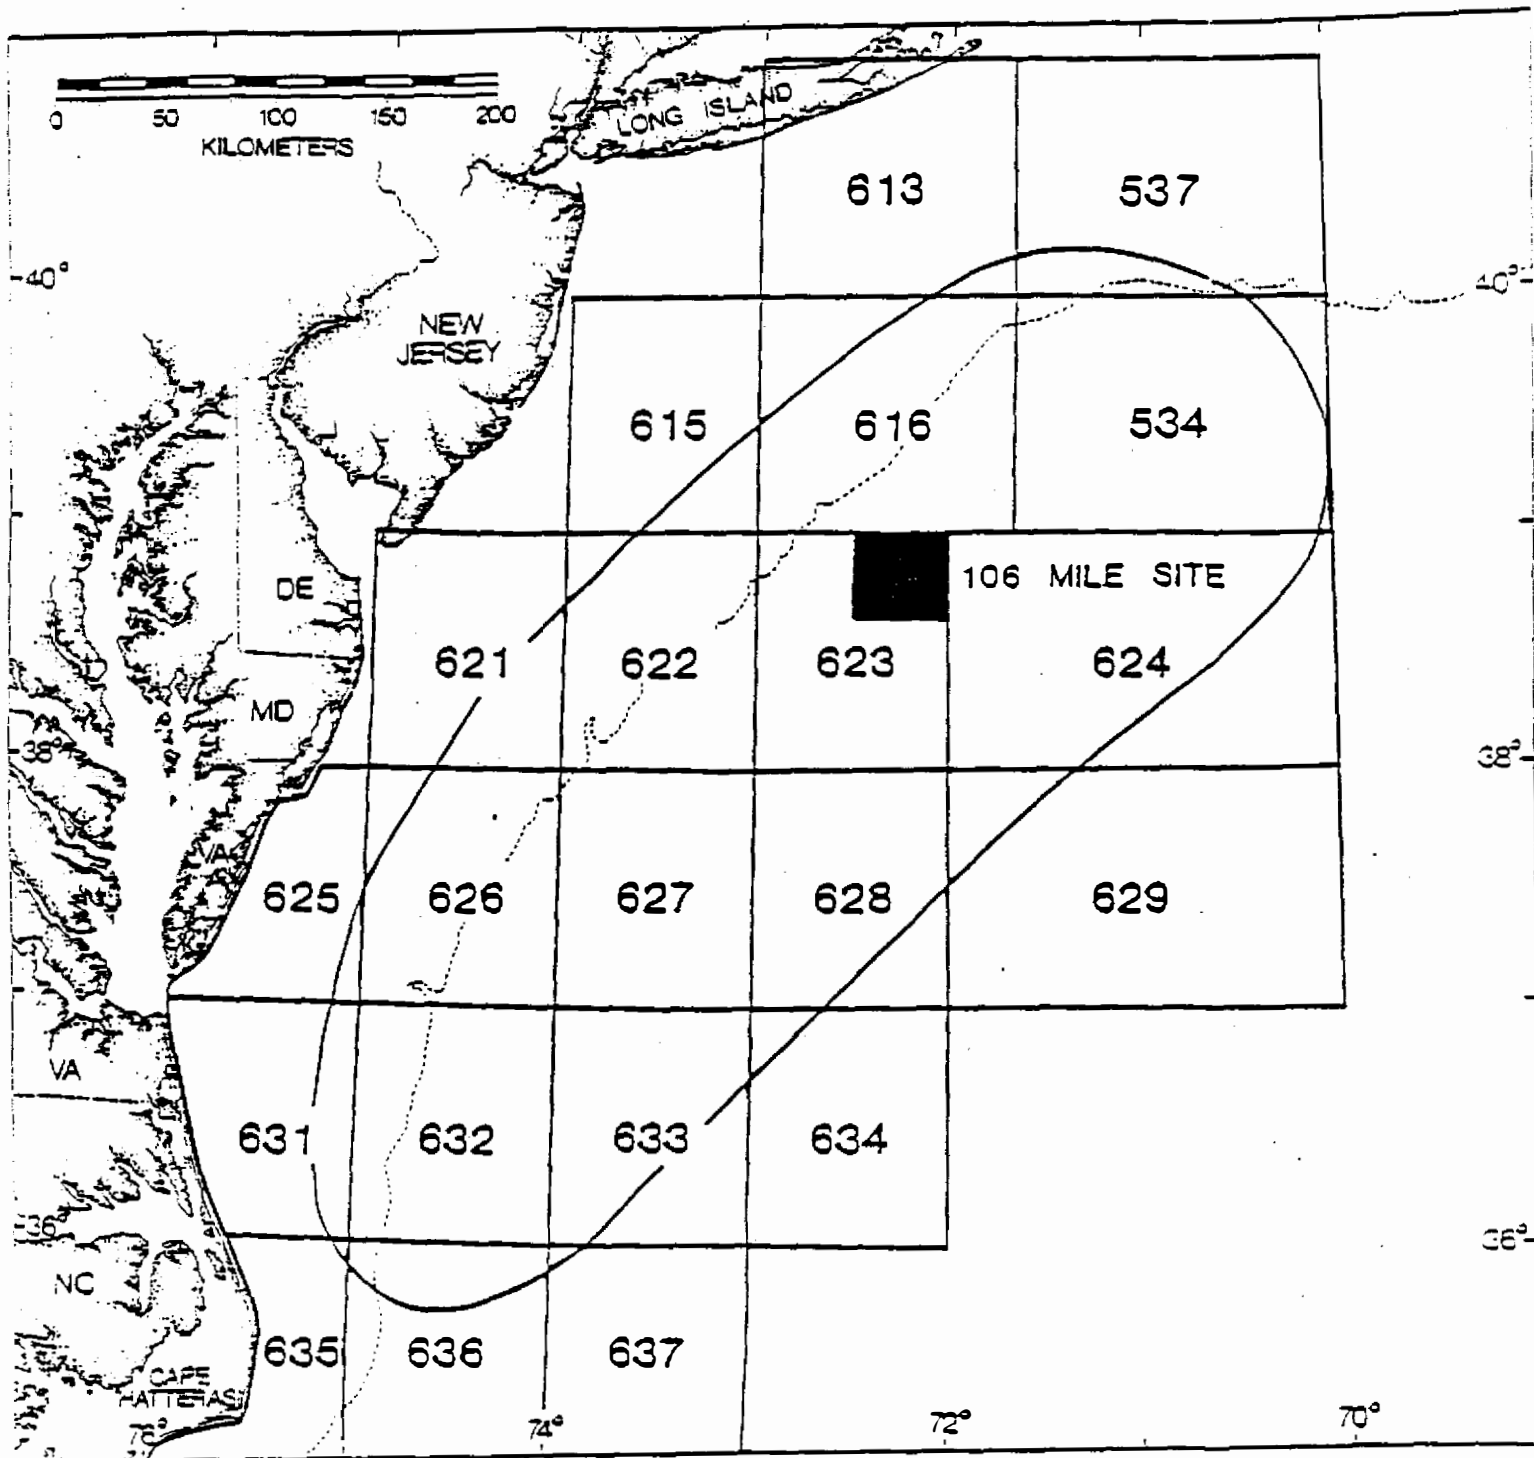 0 50 100 150 200
KILOMETERS
LONG ISLAND
613 537
40° 40°
NEW
JERSEY
615 616 534
106 MILE SITE
DE
621 622 623 624
MD
38° 38°
VA
625 626 627 628 629
VA
631 632 633 634
36° 36°
NC
635 636 637
CAPE
HATTERAS
76° 74° 72° 70°